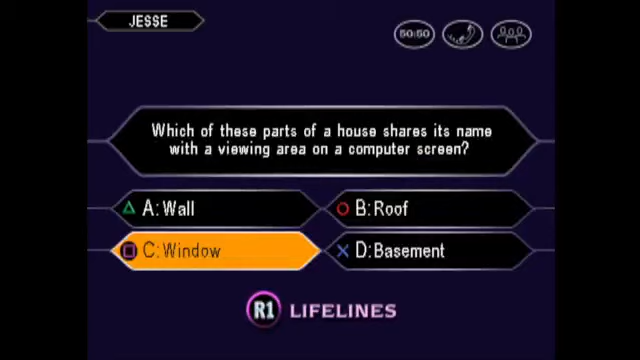 JESSE
50:50
Which of these parts of a house shares its name
with a viewing area on a computer screen?
A: Wall
B: Roof
C: Window
D: Basement
R1 LIFELINES